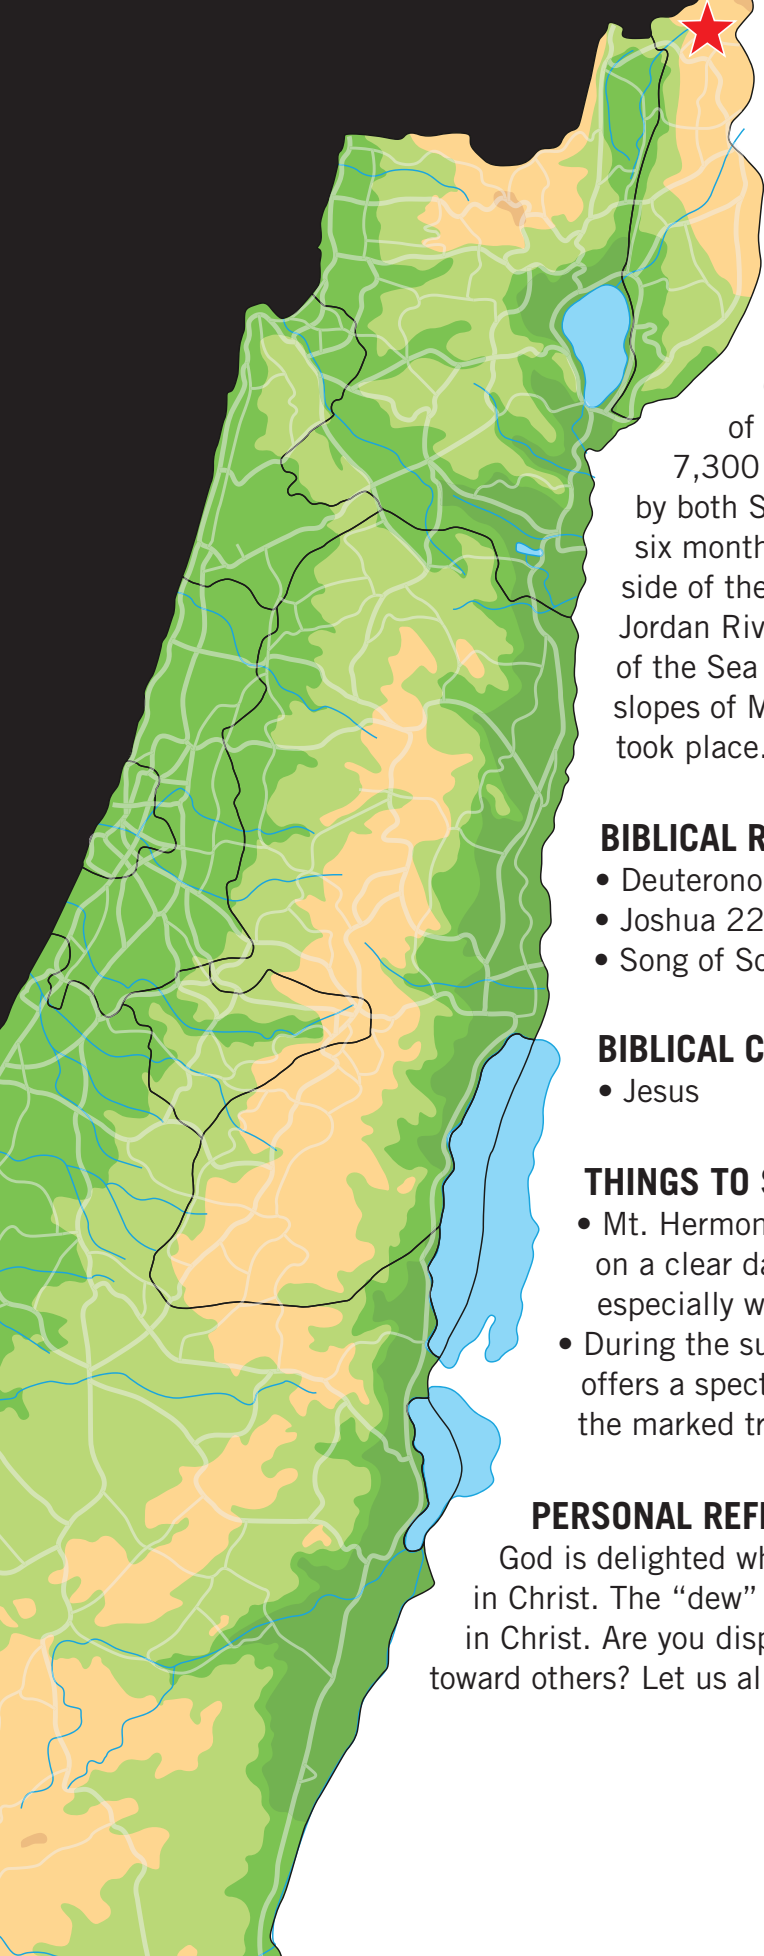 of
7,300
by both S
six month
side of the
Jordan Riv
of the Sea
slopes of M
took place.
BIBLICAL R
• Deuterono
• Joshua 22
• Song of So
BIBLICAL C
• Jesus
THINGS TO S
• Mt. Hermon
on a clear da
especially w
• During the su
offers a spect
the marked tr
PERSONAL REFL
God is delighted wh
in Christ. The “dew”
in Christ. Are you disp
toward others? Let us al